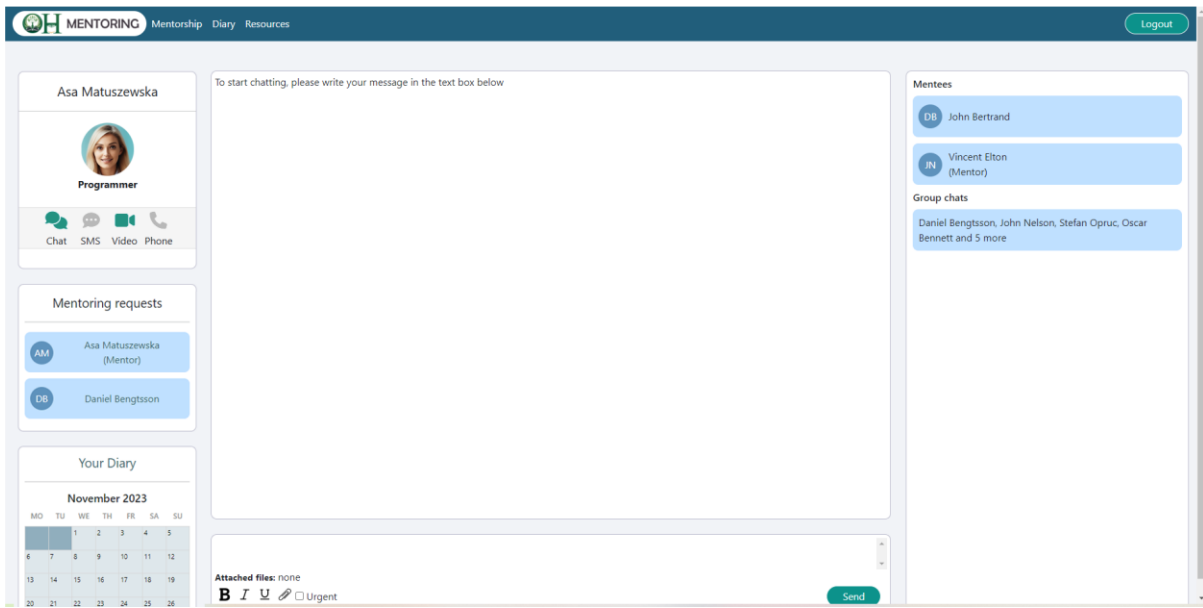 OH MENTORING Mentorship Diary Resources Logout
Asa Matuszewska
Programmer
Chat SMS Video Phone
Mentoring requests
AM
Asa Matuszewska
(Mentor)
DB
Daniel Bengtsson
Your Diary
November 2023
MO TU WE TH FR SA SU
1 2 3 4 5
6 7 8 9 10 11 12
13 14 15 16 17 18 19
20 21 22 23 24 25 26
To start chatting, please write your message in the text box below
Attached files: none
B I U Urgent
Send
Mentees
DB John Bertrand
JN
Vincent Elton
(Mentor)
Group chats
Daniel Bengtsson, John Nelson, Stefan Opruc, Oscar
Bennett and 5 more